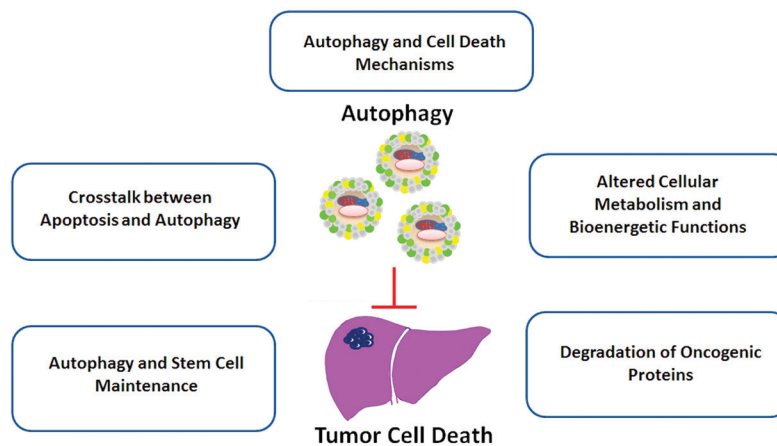 Autophagy and Cell Death
Mechanisms
Autophagy
Crosstalk between
Apoptosis and Autophagy
Altered Cellular
Metabolism and
Bioenergetic Functions
Autophagy and Stem Cell
Maintenance
Degradation of Oncogenic
Proteins
Tumor Cell Death